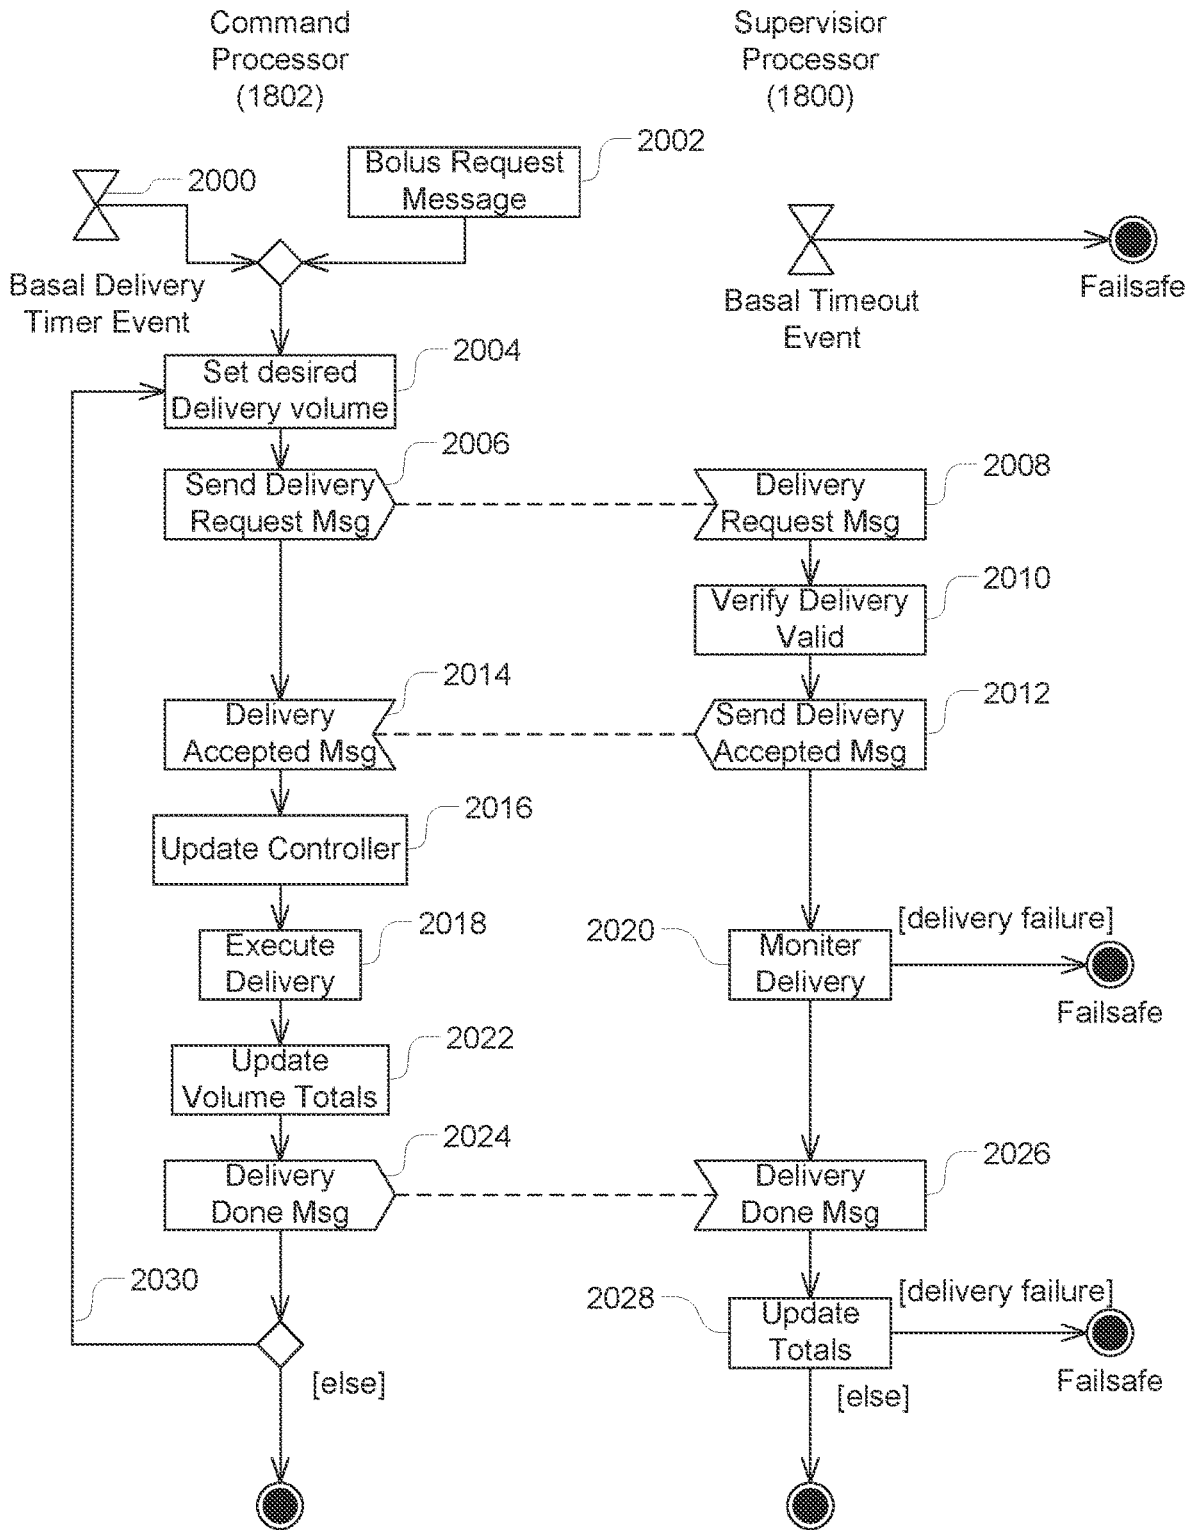 Command
Processor
(1802)
Supervisior
Processor
(1800)
2000
Bolus Request
Message
2002
Basal Delivery
Timer Event
Basal Timeout
Event
Failsafe
Set desired
Delivery volume
2004
Send Delivery
Request Msg
2006
Delivery
Request Msg
2008
Verify Delivery
Valid
2010
Delivery
Accepted Msg
2014
Send Delivery
Accepted Msg
2012
Update Controller
2016
Execute
Delivery
2018
2020
Moniter
Delivery
[delivery failure]
Failsafe
Update
Volume Totals
2022
Delivery
Done Msg
2024
Delivery
Done Msg
2026
2030
2028
Update
Totals
[delivery failure]
Failsafe
[else]
[else]